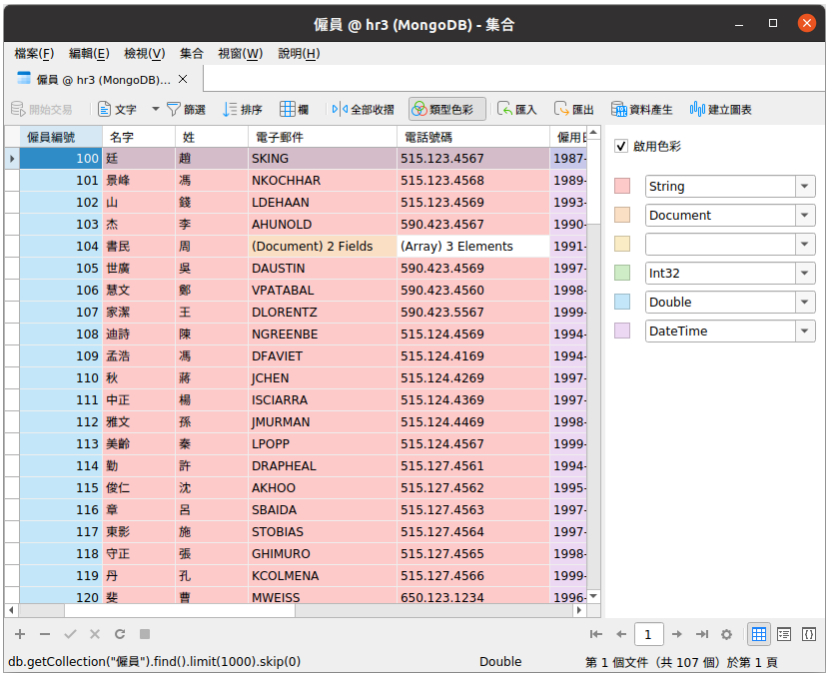 僱員 @ hr3 (MongoDB) - 集合
檔案(F) 編輯(E) 檢視(V) 集合 視窗(W) 說明(H)
僱員 @ hr3 (MongoDB)...
開始交易 文字 篩選 排序 欄 全部收摺 類型色彩 匯入 匯出 資料產生 建立圖表
僱員編號 名字 姓 電子郵件 電話號碼 僱用日
100 廷 趙 SKING 515.123.4567 1987-
101 景峰 馮 NKOCHHAR 515.123.4568 1989-
102 山 錢 LDEHAAN 515.123.4569 1993-
103 杰 李 AHUNOLD 590.423.4567 1990-
104 書民 周 (Document) 2 Fields (Array) 3 Elements 1991-
105 世廣 吳 DAUSTIN 590.423.4569 1997-
106 慧文 鄭 VPATABAL 590.423.4560 1998-
107 家潔 王 DLORENTZ 590.423.5567 1999-
108 迪詩 陳 NGREENBE 515.124.4569 1994-
109 孟浩 馮 DFAVIET 515.124.4169 1994-
110 秋 蔣 JCHEN 515.124.4269 1997-
111 中正 楊 ISCIARRA 515.124.4369 1997-
112 雅文 孫 JMURMAN 515.124.4469 1998-
113 美齡 秦 LPOPP 515.124.4567 1999-
114 勤 許 DRAPHEAL 515.127.4561 1994-
115 俊仁 沈 AKHOO 515.127.4562 1995-
116 章 呂 SBAIDA 515.127.4563 1997-
117 東影 施 STOBIAS 515.127.4564 1997-
118 守正 張 GHIMURO 515.127.4565 1998-
119 丹 孔 KCOLMENA 515.127.4566 1999-
120 斐 曹 MWEISS 650.123.1234 1996-
啟用色彩
String
Document
Int32
Double
DateTime
1
db.getCollection("僱員").find().limit(1000).skip(0) Double 第 1 個文件 (共 107 個) 於第 1 頁